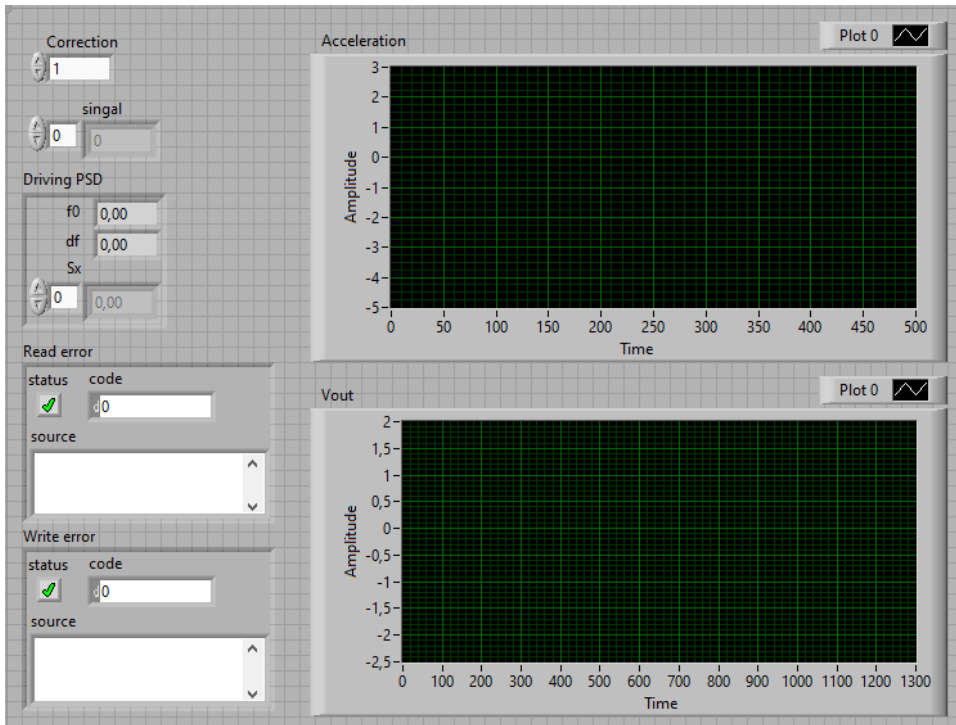 Correction
1
singal
0
0
Driving PSD
f0 0,00
df 0,00
Sx
0
0,00
Read error
status code
d 0
source
Write error
status code
d 0
source
Acceleration
Plot 0
Amplitude
3
2
1
0
-1
-2
-3
-4
-5
0 50 100 150 200 250 300 350 400 450 500
Time
Vout
Plot 0
Amplitude
2
1,5
1
0,5
0
-0,5
-1
-1,5
-2
-2,5
0 100 200 300 400 500 600 700 800 900 1000 1100 1200 1300
Time